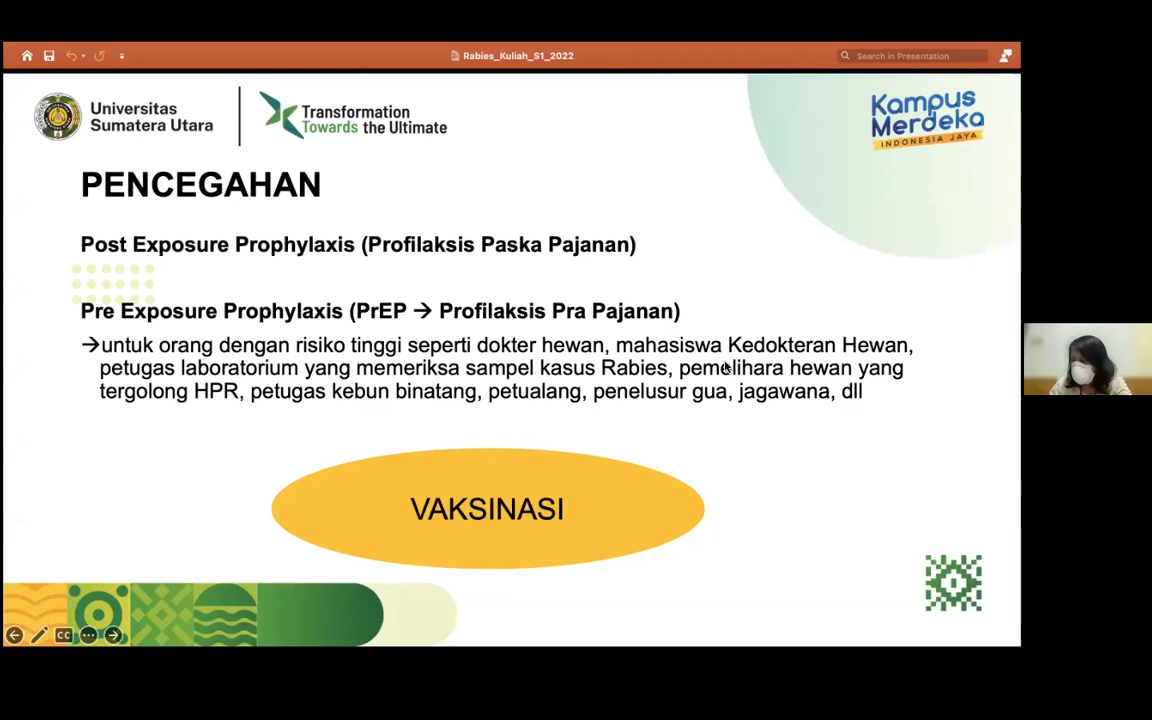 Rabies_Kuliah_S1_2022
Search in Presentation
Universitas
Sumatera Utara
Transformation
Towards the Ultimate
Kampus
Merdeka
INDONESIA JAYA
PENCEGAHAN
Post Exposure Prophylaxis (Profilaksis Paska Pajanan)
Pre Exposure Prophylaxis (PrEP → Profilaksis Pra Pajanan)
→untuk orang dengan risiko tinggi seperti dokter hewan, mahasiswa Kedokteran Hewan,
petugas laboratorium yang memeriksa sampel kasus Rabies, pemelihara hewan yang
tergolong HPR, petugas kebun binatang, petualang, penelusur gua, jagawana, dll
VAKSINASI
CC